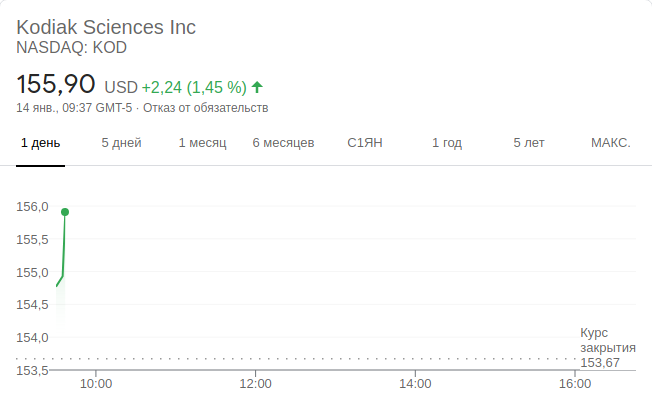 Kodiak Sciences Inc
NASDAQ: KOD
155,90 USD +2,24 (1,45 %)
14 янв., 09:37 GMT-5 · Отказ от обязательств
1 день 5 дней 1 месяц 6 месяцев С1ЯН 1 год 5 лет МАКС.
156,0
155,5
155,0
154,5
154,0
153,5
Курс
закрытия
153,67
10:00 12:00 14:00 16:00